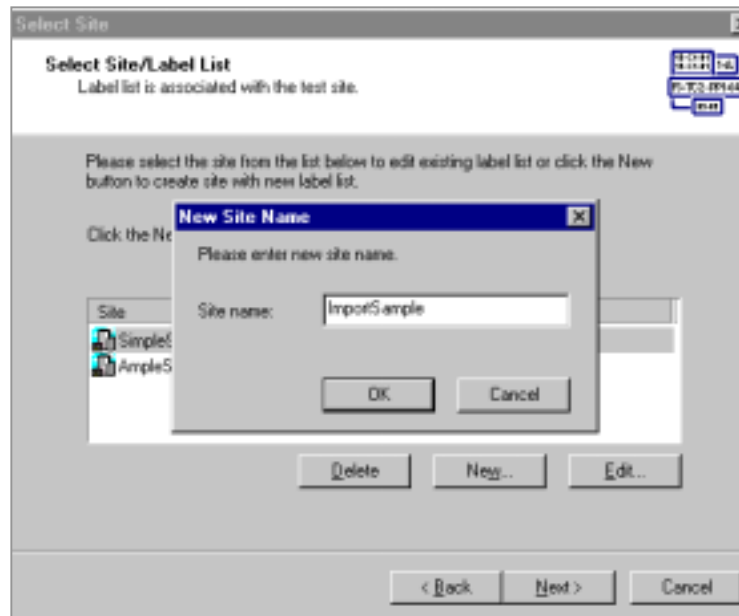 Select Site
Select Site/Label List
Label list is associated with the test site.
Please select the site from the list below to edit existing label list or click the New
button to create site with new label list.
Click the Ne
New Site Name
Please enter new site name.
Site name:
ImportSample
OK
Cancel
Site
SimpleS
AmpleS
Delete
New...
Edit...
< Back
Next >
Cancel